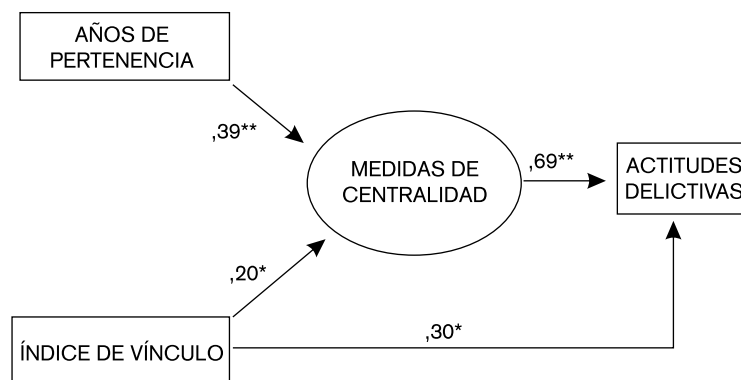 AÑOS DE
PERTENENCIA
,39**
MEDIDAS DE
CENTRALIDAD
,69**
ACTITUDES
DELICTIVAS
,20*
ÍNDICE DE VÍNCULO
,30*